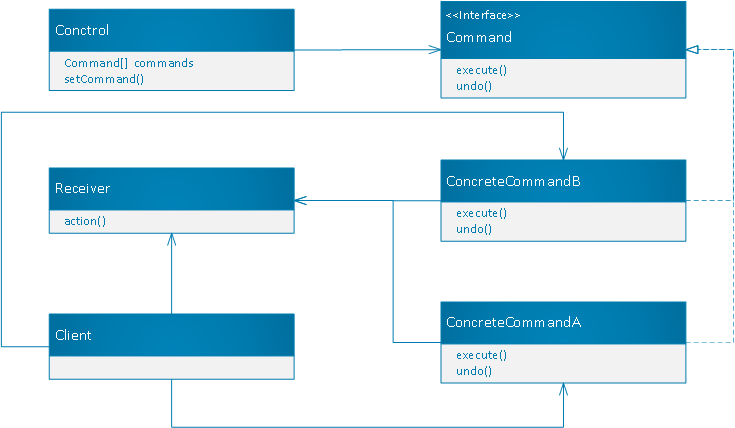 Conctrol
Command[] commands
setCommand()
<<Interface>>
Command
execute()
undo()
Receiver
action()
ConcreteCommandB
execute()
undo()
Client
ConcreteCommandA
execute()
undo()